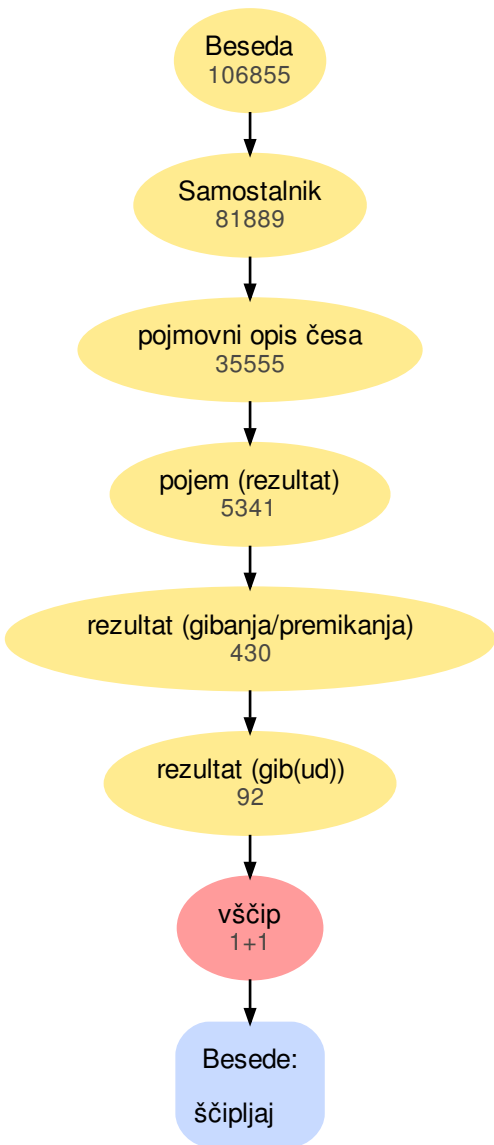 Beseda
106855
Samostalnik
81889
pojmovni opis česa
35555
pojem (rezultat)
5341
rezultat (gibanja/premikanja)
430
rezultat (gib(ud))
92
vščip
1+1
Besede:
ščipljaj